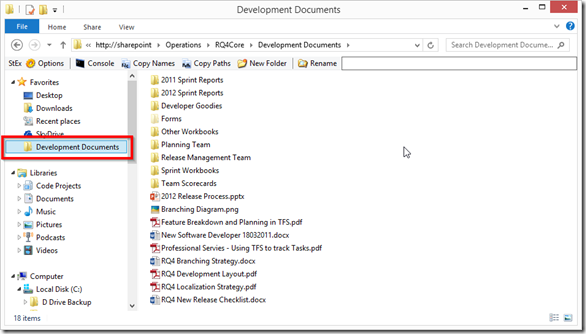 Development Documents
File
Home
Share
View
http://sharepoint
Operations
RQ4Core
Development Documents
Search Development Docume...
StEx
Options
Console
Copy Names
Copy Paths
New Folder
Rename
Favorites
Desktop
Downloads
Recent places
SkyDrive
Development Documents
Libraries
Code Projects
Documents
Music
Pictures
Podcasts
Videos
Computer
Local Disk (C:)
D Drive Backup
2011 Sprint Reports
2012 Sprint Reports
Developer Goodies
Forms
Other Workbooks
Planning Team
Release Management Team
Sprint Workbooks
Team Scorecards
2012 Release Process.pptx
Branching Diagram.png
Feature Breakdown and Planning in TFS.pdf
New Software Developer 18032011.docx
Professional Servies - Using TFS to track Tasks.pdf
RQ4 Branching Strategy.docx
RQ4 Development Layout.pdf
RQ4 Localization Strategy.pdf
RQ4 New Release Checklist.docx
18 items